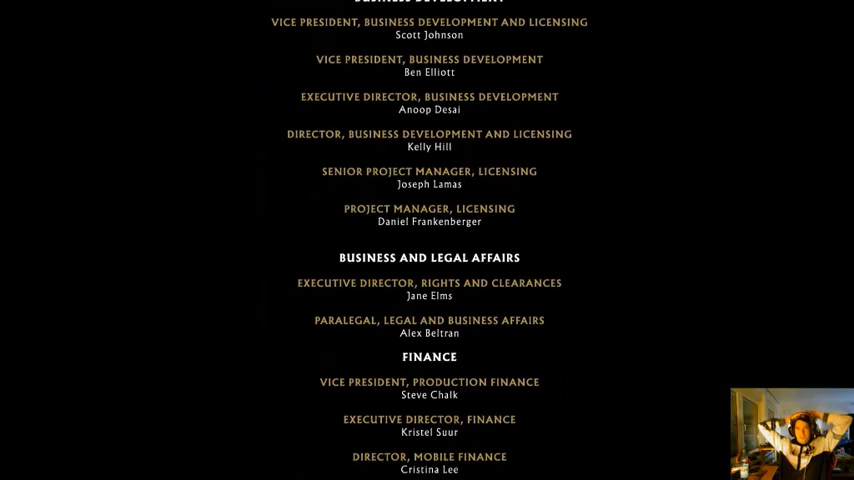 BUSINESS DEVELOPMENT
VICE PRESIDENT, BUSINESS DEVELOPMENT AND LICENSING
Scott Johnson
VICE PRESIDENT, BUSINESS DEVELOPMENT
Ben Elliott
EXECUTIVE DIRECTOR, BUSINESS DEVELOPMENT
Anoop Desai
DIRECTOR, BUSINESS DEVELOPMENT AND LICENSING
Kelly Hill
SENIOR PROJECT MANAGER, LICENSING
Joseph Lamas
PROJECT MANAGER, LICENSING
Daniel Frankenberger
BUSINESS AND LEGAL AFFAIRS
EXECUTIVE DIRECTOR, RIGHTS AND CLEARANCES
Jane Elms
PARALEGAL, LEGAL AND BUSINESS AFFAIRS
Alex Beltran
FINANCE
VICE PRESIDENT, PRODUCTION FINANCE
Steve Chalk
EXECUTIVE DIRECTOR, FINANCE
Kristel Suur
DIRECTOR, MOBILE FINANCE
Cristina Lee